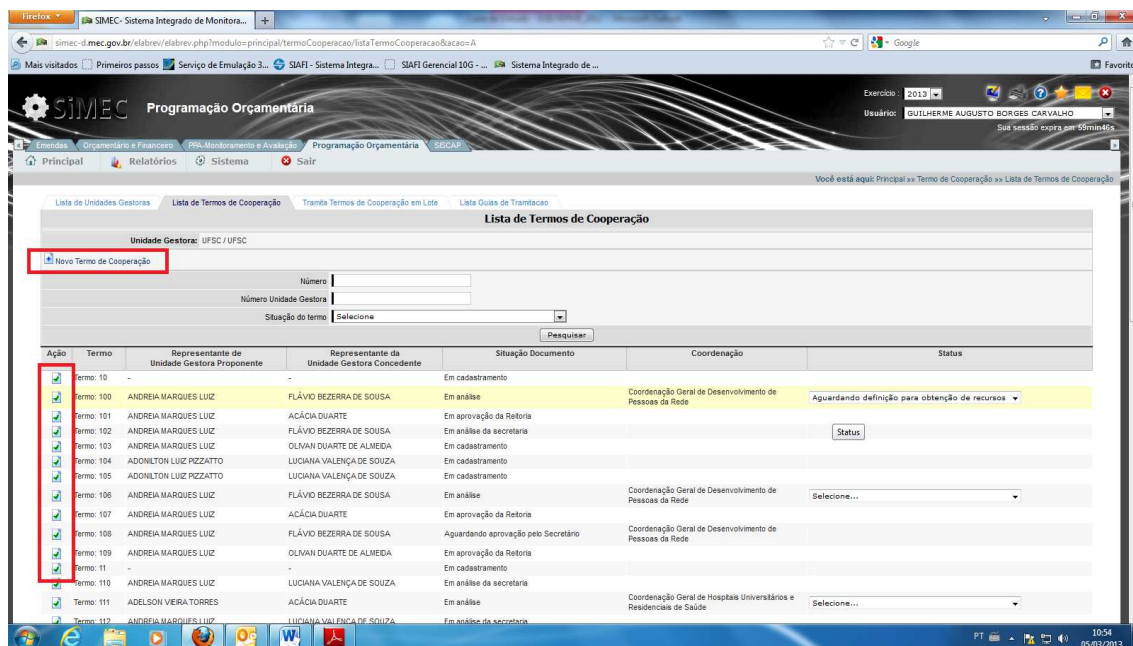 Firefox
SIMEC- Sistema Integrado de Monitora...
simec-d.mec.gov.br/elabrev/elabrev.php?modulo=principal/termoCooperacao/listaTermoCooperacao&acao=A
Google
Mais visitados Primeiros passos Serviço de Emulação 3... SIAFI - Sistema Integra... SIAFI Gerencial 10G - ... Sistema Integrado de ... Favorito
SiMEC Programação Orçamentária
Exercício: 2013
Usuário: GUILHERME AUGUSTO BORGES CARVALHO
Sua sessão expira em: 59min46s
Emendas Orçamentário e Financeiro PPA-Monitoramento e Avaliação Programação Orçamentária SISCAP
Principal Relatórios Sistema Sair
Você está aqui: Principal »» Termo de Cooperação »» Lista de Termos de Cooperação
Lista de Unidades Gestoras Lista de Termos de Cooperação Tramita Termos de Cooperação em Lote Lista Guias de Tramitacao
Lista de Termos de Cooperação
Unidade Gestora: UFSC / UFSC
Novo Termo de Cooperação
Número
Número Unidade Gestora
Situação do termo Selecione
Pesquisar
Ação Termo Representante de Unidade Gestora Proponente Representante da Unidade Gestora Concedente Situação Documento Coordenação Status
Termo: 10 - - Em cadastramento
Termo: 100 ANDREIA MARQUES LUIZ FLÁVIO BEZERRA DE SOUSA Em análise Coordenação Geral de Desenvolvimento de Pessoas da Rede Aguardando definição para obtenção de recursos
Termo: 101 ANDREIA MARQUES LUIZ ACÁCIA DUARTE Em aprovação da Reitoria
Termo: 102 ANDREIA MARQUES LUIZ FLÁVIO BEZERRA DE SOUSA Em análise da secretaria Status
Termo: 103 ANDREIA MARQUES LUIZ OLIVAN DUARTE DE ALMEIDA Em cadastramento
Termo: 104 ADONILTON LUIZ PIZZATTO LUCIANA VALENÇA DE SOUZA Em cadastramento
Termo: 105 ADONILTON LUIZ PIZZATTO LUCIANA VALENÇA DE SOUZA Em cadastramento
Termo: 106 ANDREIA MARQUES LUIZ FLÁVIO BEZERRA DE SOUSA Em análise Coordenação Geral de Desenvolvimento de Pessoas da Rede Selecione...
Termo: 107 ANDREIA MARQUES LUIZ ACÁCIA DUARTE Em aprovação da Reitoria
Termo: 108 ANDREIA MARQUES LUIZ FLÁVIO BEZERRA DE SOUSA Aguardando aprovação pelo Secretário Coordenação Geral de Desenvolvimento de Pessoas da Rede
Termo: 109 ANDREIA MARQUES LUIZ OLIVAN DUARTE DE ALMEIDA Em aprovação da Reitoria
Termo: 11 - - Em cadastramento
Termo: 110 ANDREIA MARQUES LUIZ LUCIANA VALENÇA DE SOUZA Em análise da secretaria
Termo: 111 ADELSON VIEIRA TORRES ACÁCIA DUARTE Em análise Coordenação Geral de Hospitais Universitários e Residenciais de Saúde Selecione...
Termo: 112 ANDREIA MARQUES LUIZ LUCIANA VALENÇA DE SOUZA Em análise da secretaria
PT 10:54
05/03/2013